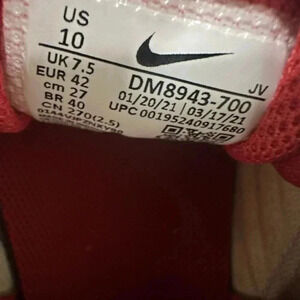 US
10
UK 7.5
EUR 42
cm 27
BR 40
CN 270(2.5)
DM8943-700
JV
01/20/21 / 03/17/21
UPC 00195240917680